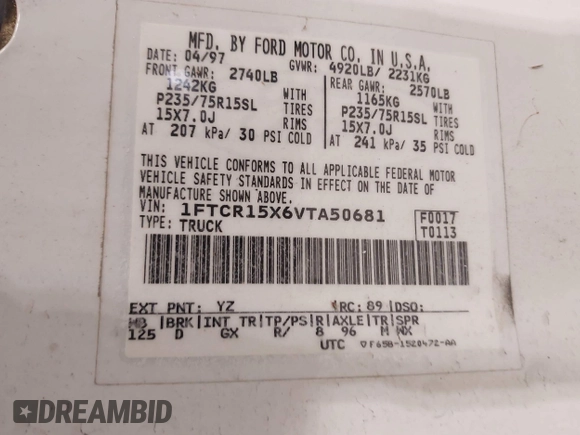 MFD. BY FORD MOTOR CO. IN U.S.A.
DATE: 04/97 GVWR: 4920LB/ 2231KG
FRONT GAWR: 2740LB REAR GAWR: 2570LB
1242KG WITH 1165KG WITH
P235/75R15SL TIRES P235/75R15SL TIRES
15X7.0J RIMS 15X7.0J RIMS
AT 207 kPa/ 30 PSI COLD AT 241 kPa/ 35 PSI COLD
THIS VEHICLE CONFORMS TO ALL APPLICABLE FEDERAL MOTOR
VEHICLE SAFETY STANDARDS IN EFFECT ON THE DATE OF
MANUFACTURE SHOWN ABOVE.
VIN: 1FTCR15X6VTA50681 F0017
TYPE: TRUCK T0113
EXT PNT: YZ RC: 89 DSO:
WB BRK INT TR TP/PS R AXLE TR SPR
125 D GX R/ 8 96 M WX
UTC F65B-1520472-AA
DREAMBID